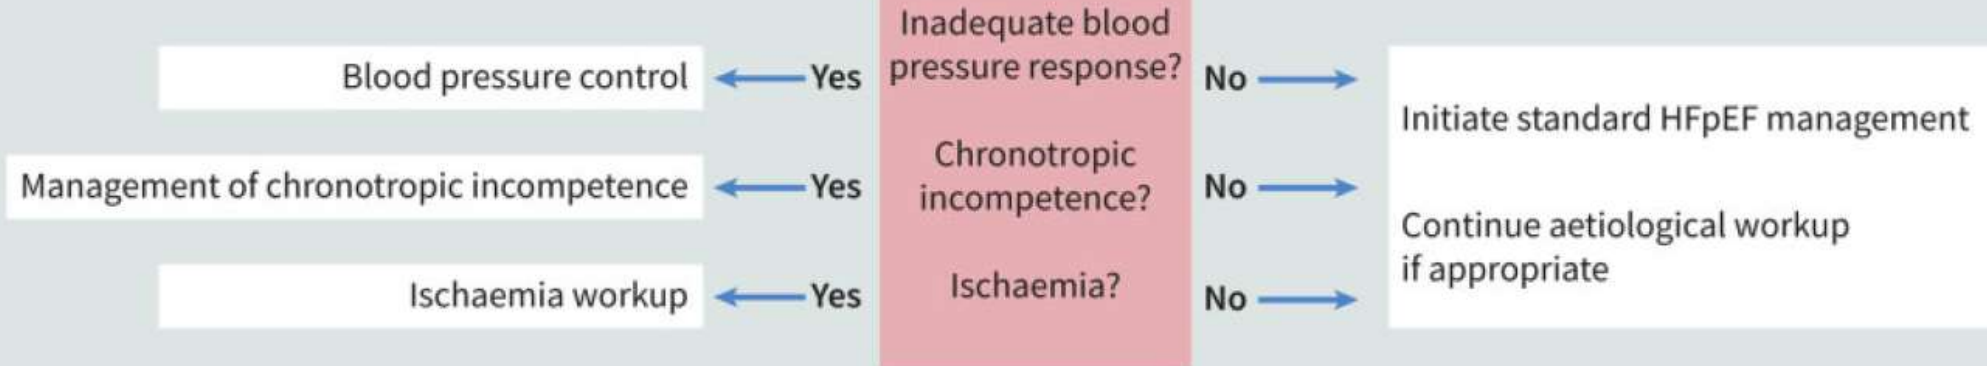 Inadequate blood
pressure response?
Blood pressure control
Yes
No
Chronotropic
incompetence?
Management of chronotropic incompetence
Yes
No
Ischaemia?
Ischaemia workup
Yes
No
Initiate standard HFpEF management
Continue aetiological workup
if appropriate